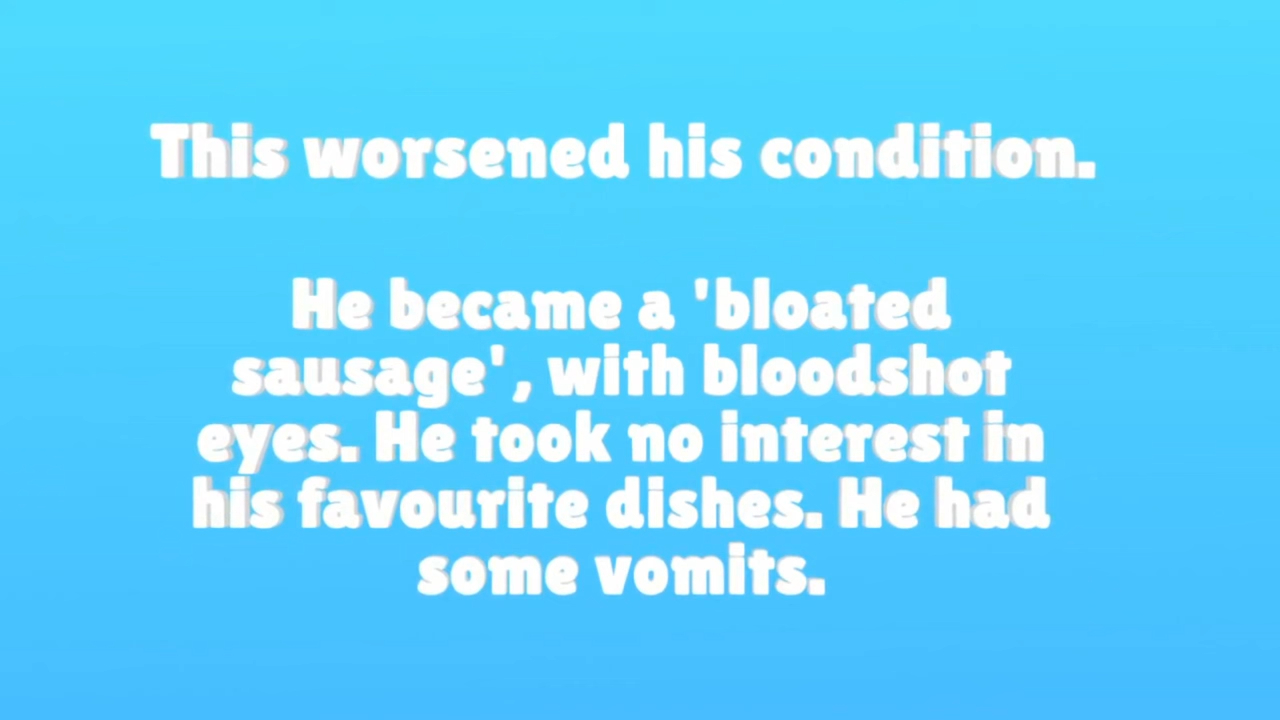 This worsened his condition.
He became a 'bloated
sausage', with bloodshot
eyes. He took no interest in
his favourite dishes. He had
some vomits.